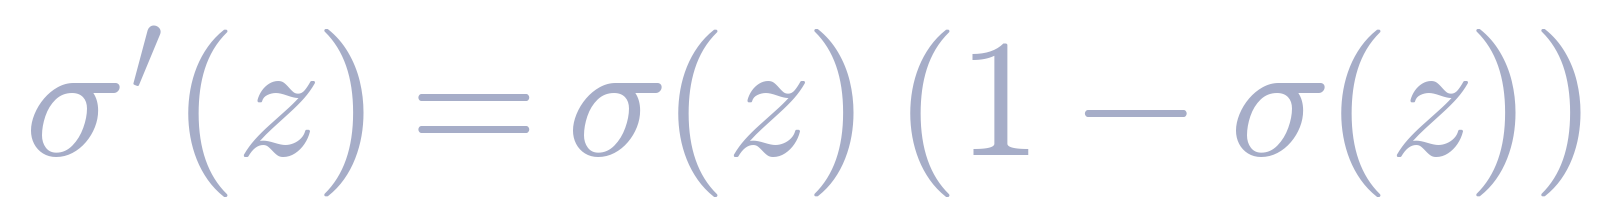 σ′(z) = σ(z) (1 − σ(z))